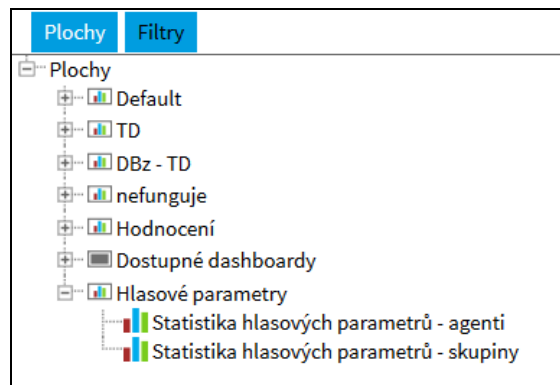 Plochy Filtry
Plochy
Default
TD
DBz - TD
nefunguje
Hodnocení
Dostupné dashboardy
Hlasové parametry
Statistika hlasových parametrů - agenti
Statistika hlasových parametrů - skupiny